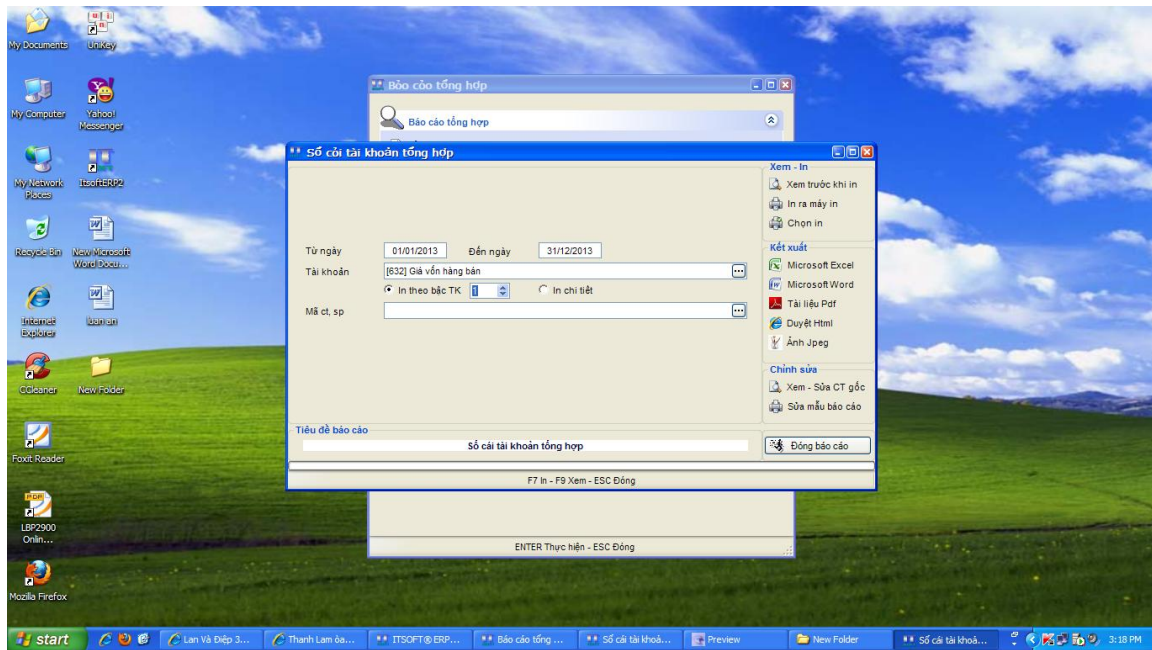 My Documents
UniKey
My Computer
Yahoo!
Messenger
My Network
Places
ItsoftERP2
Recycle Bin
New Microsoft
Word Docu...
Internet
Explorer
CCleaner
New Folder
Foxit Reader
LBP2900
Onlin...
Mozilla Firefox
Bỏo cỏo tổng hợp
Báo cáo tổng hợp
Sổ cỏi tài khoản tổng hợp
Từ ngày 01/01/2013 Đến ngày 31/12/2013
Tài khoản [632] Giá vốn hàng bán
In theo bậc TK 1 In chi tiết
Mã ct, sp
Tiêu đề báo cáo
Sổ cái tài khoản tổng hợp
F7 In - F9 Xem - ESC Đóng
Xem - In
Xem trước khi in
In ra máy in
Chọn in
Kết xuất
Microsoft Excel
Microsoft Word
Tài liệu Pdf
Duyệt Html
Ảnh Jpeg
Chỉnh sửa
Xem - Sửa CT gốc
Sửa mẫu báo cáo
Đóng báo cáo
ENTER Thực hiện - ESC Đóng
start
Lan Và Điệp 3...
Thanh Lam òa...
ITSOFT® ERP...
Báo cáo tổng ...
Sổ cái tài khoả...
Preview
New Folder
Sổ cái tài khoả...
3:18 PM